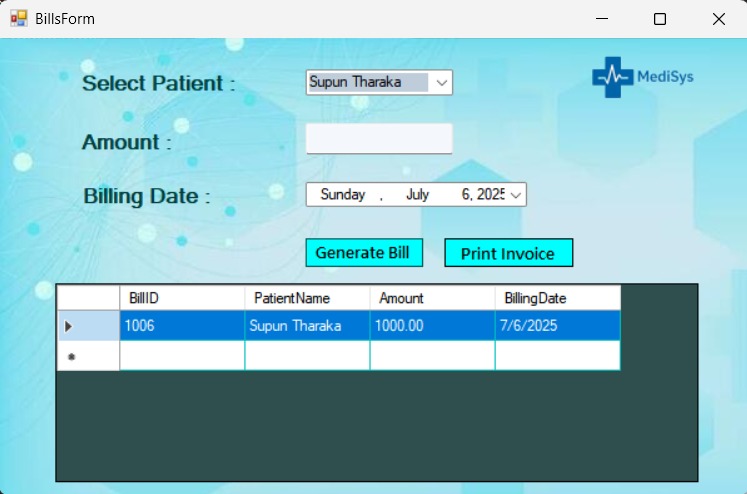 BillsForm
Select Patient : Supun Tharaka
MediSys
Amount :
Billing Date : Sunday , July 6, 2025
Generate Bill Print Invoice
BillID PatientName Amount BillingDate
1006 Supun Tharaka 1000.00 7/6/2025